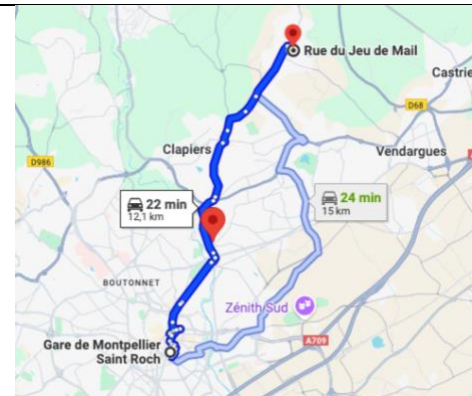 Rue du Jeu de Mail
Castrie
D68
Clapiers
Vendargues
D986
22 min
12,1 km
24 min
15 km
BOUTONNET
Zénith Sud
A709
Gare de Montpellier
Saint Roch